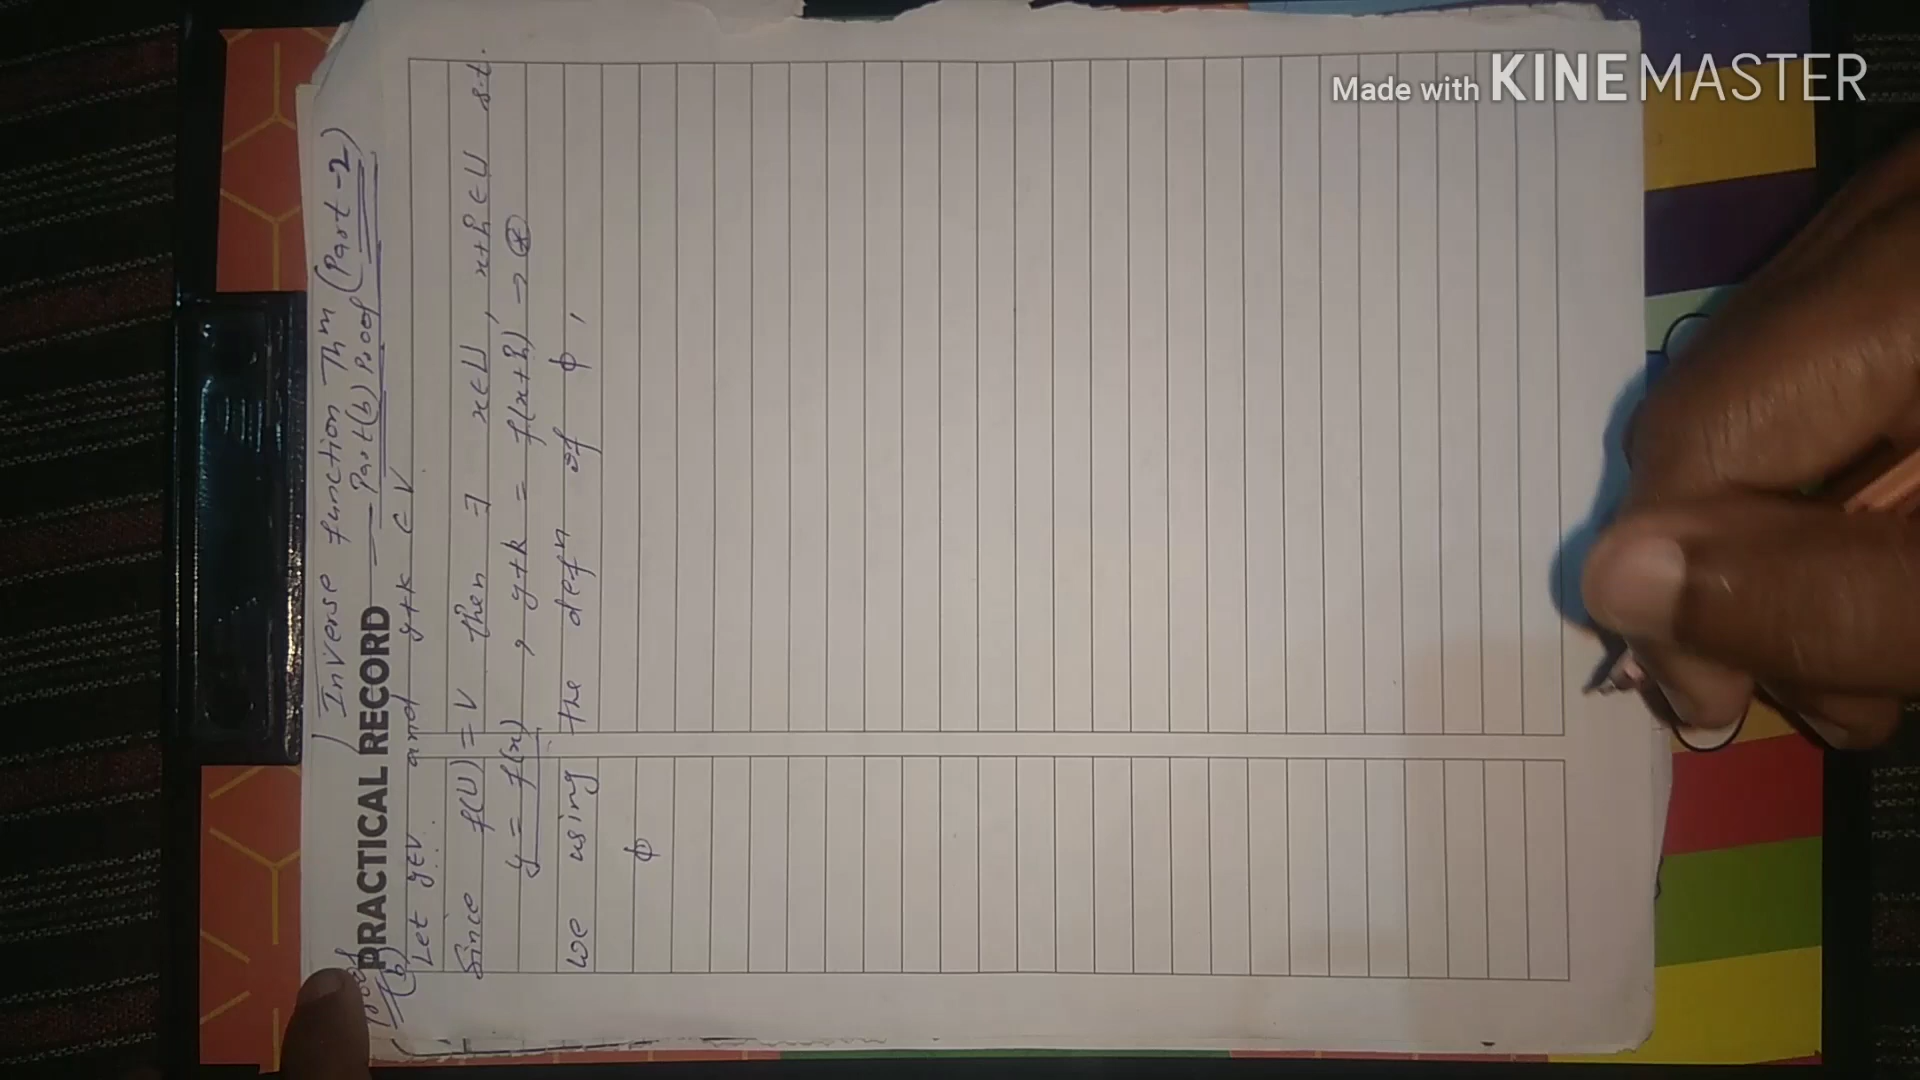 Made with KINEMASTER
Inverse function Thm (Part-2)
— Part(b) Proof
PRACTICAL RECORD
Proof
(b)
Let y∈V and y+k ∈ V
Since f(U) = V then ∃ x∈U, x+h∈U s.t.
y = f(x) , y+k = f(x+h) → ⊛
we using the defn of ϕ,
ϕ